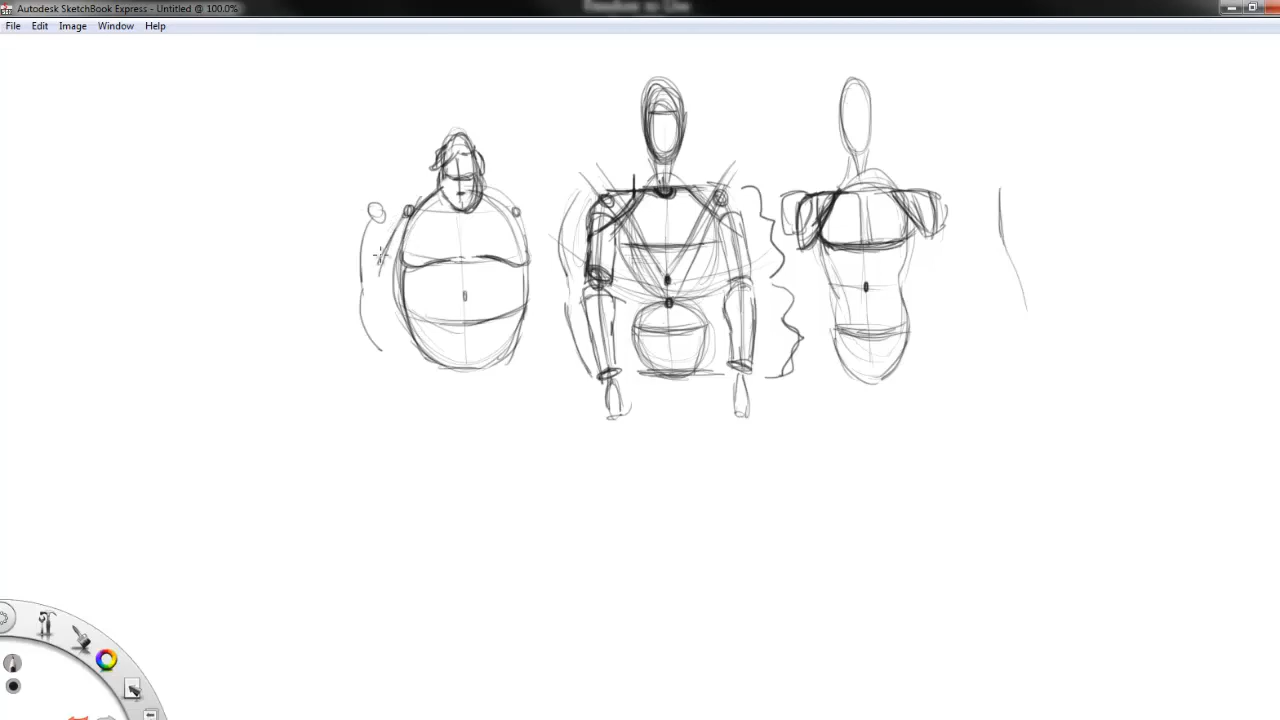 Autodesk SketchBook Express - Untitled @ 100.0%
File Edit Image Window Help